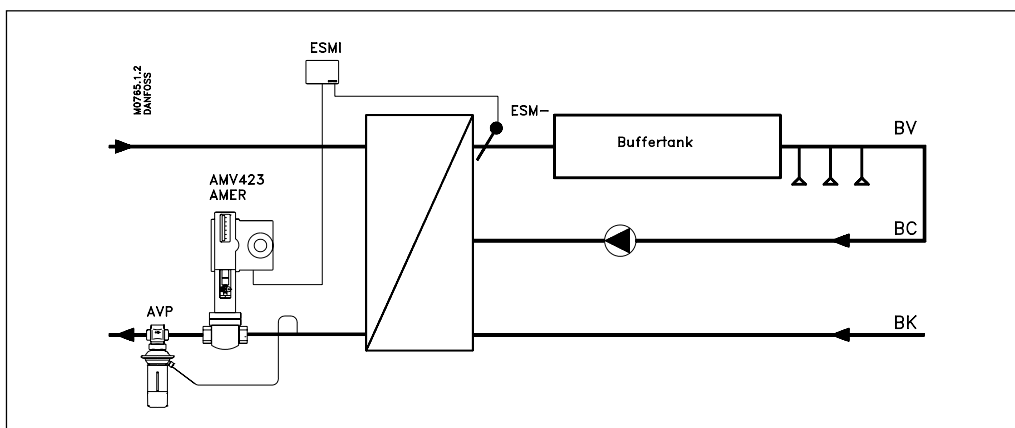 ESMI
M0765.1.2
DANFOSS
ESM-
Buffertank
BV
AMV423
AMER
BC
AVP
BK